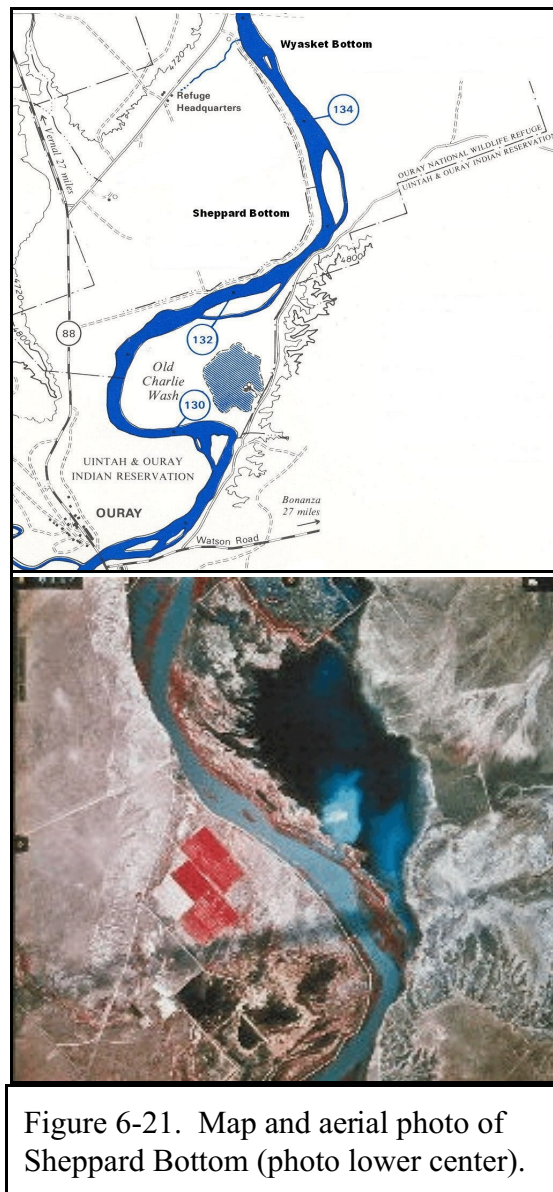 Wyasket Bottom
4720
Refuge
Headquarters
134
Vernal 27 miles
OURAY NATIONAL WILDLIFE REFUGE
UINTAH & OURAY INDIAN RESERVATION
Sheppard Bottom
4720
4800
4800
88
132
Old
Charlie
Wash
130
UINTAH & OURAY
INDIAN RESERVATION
OURAY
Bonanza
27 miles
Watson Road
Figure 6-21. Map and aerial photo of
Sheppard Bottom (photo lower center).